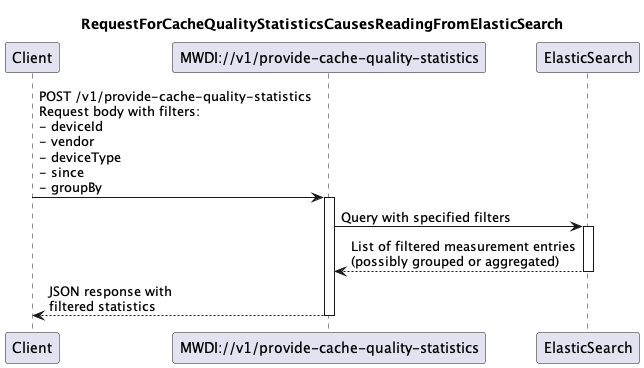 RequestForCacheQualityStatisticsCausesReadingFromElasticSearch
Client
MWDI://v1/provide-cache-quality-statistics
ElasticSearch
POST /v1/provide-cache-quality-statistics
Request body with filters:
- deviceId
- vendor
- deviceType
- since
- groupBy
Query with specified filters
List of filtered measurement entries
(possibly grouped or aggregated)
JSON response with
filtered statistics
Client
MWDI://v1/provide-cache-quality-statistics
ElasticSearch